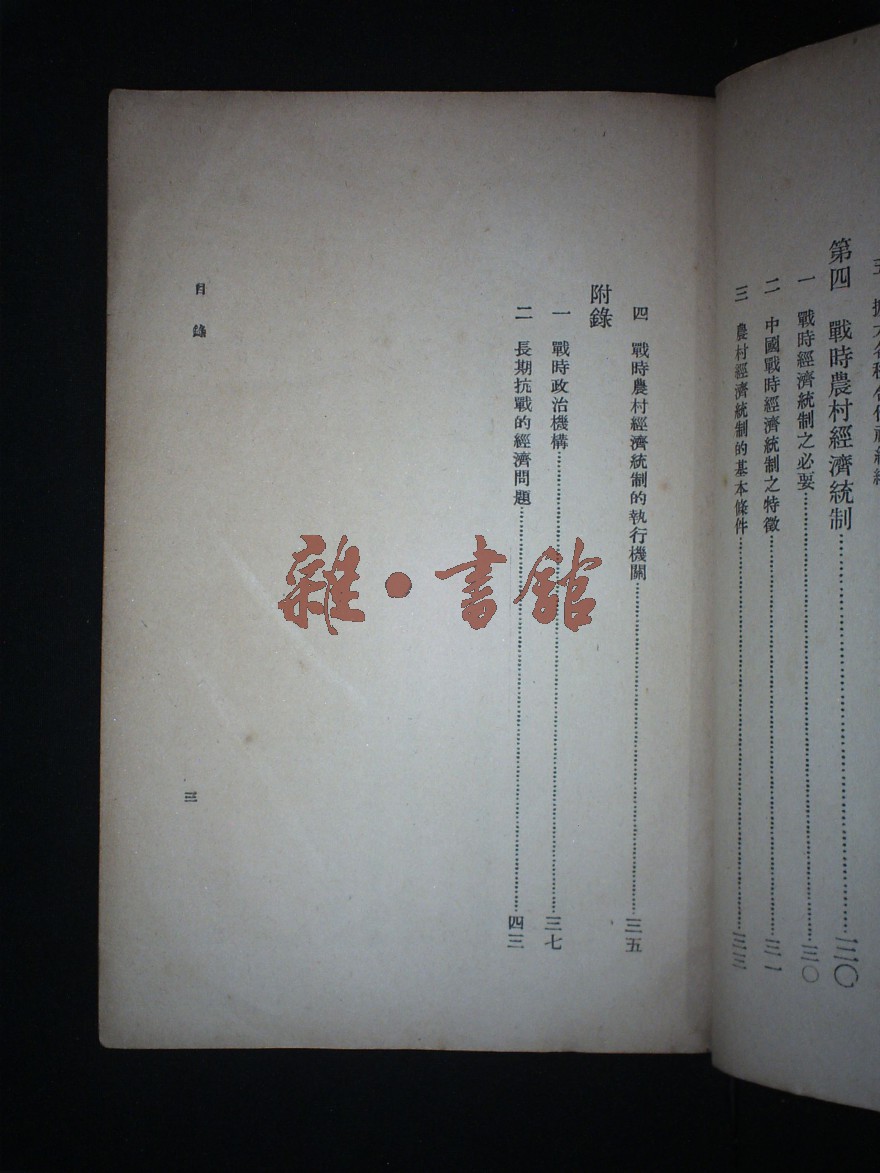 第四　戰時農村經濟統制……三〇
一　戰時經濟統制之必要……三〇
二　中國戰時經濟統制之特徵……三一
三　農村經濟統制的基本條件……三三
四　戰時農村經濟統制的執行機關……三五
附錄
一　戰時政治機構……三七
二　長期抗戰的經濟問題……四三
目錄
三
雜·書館